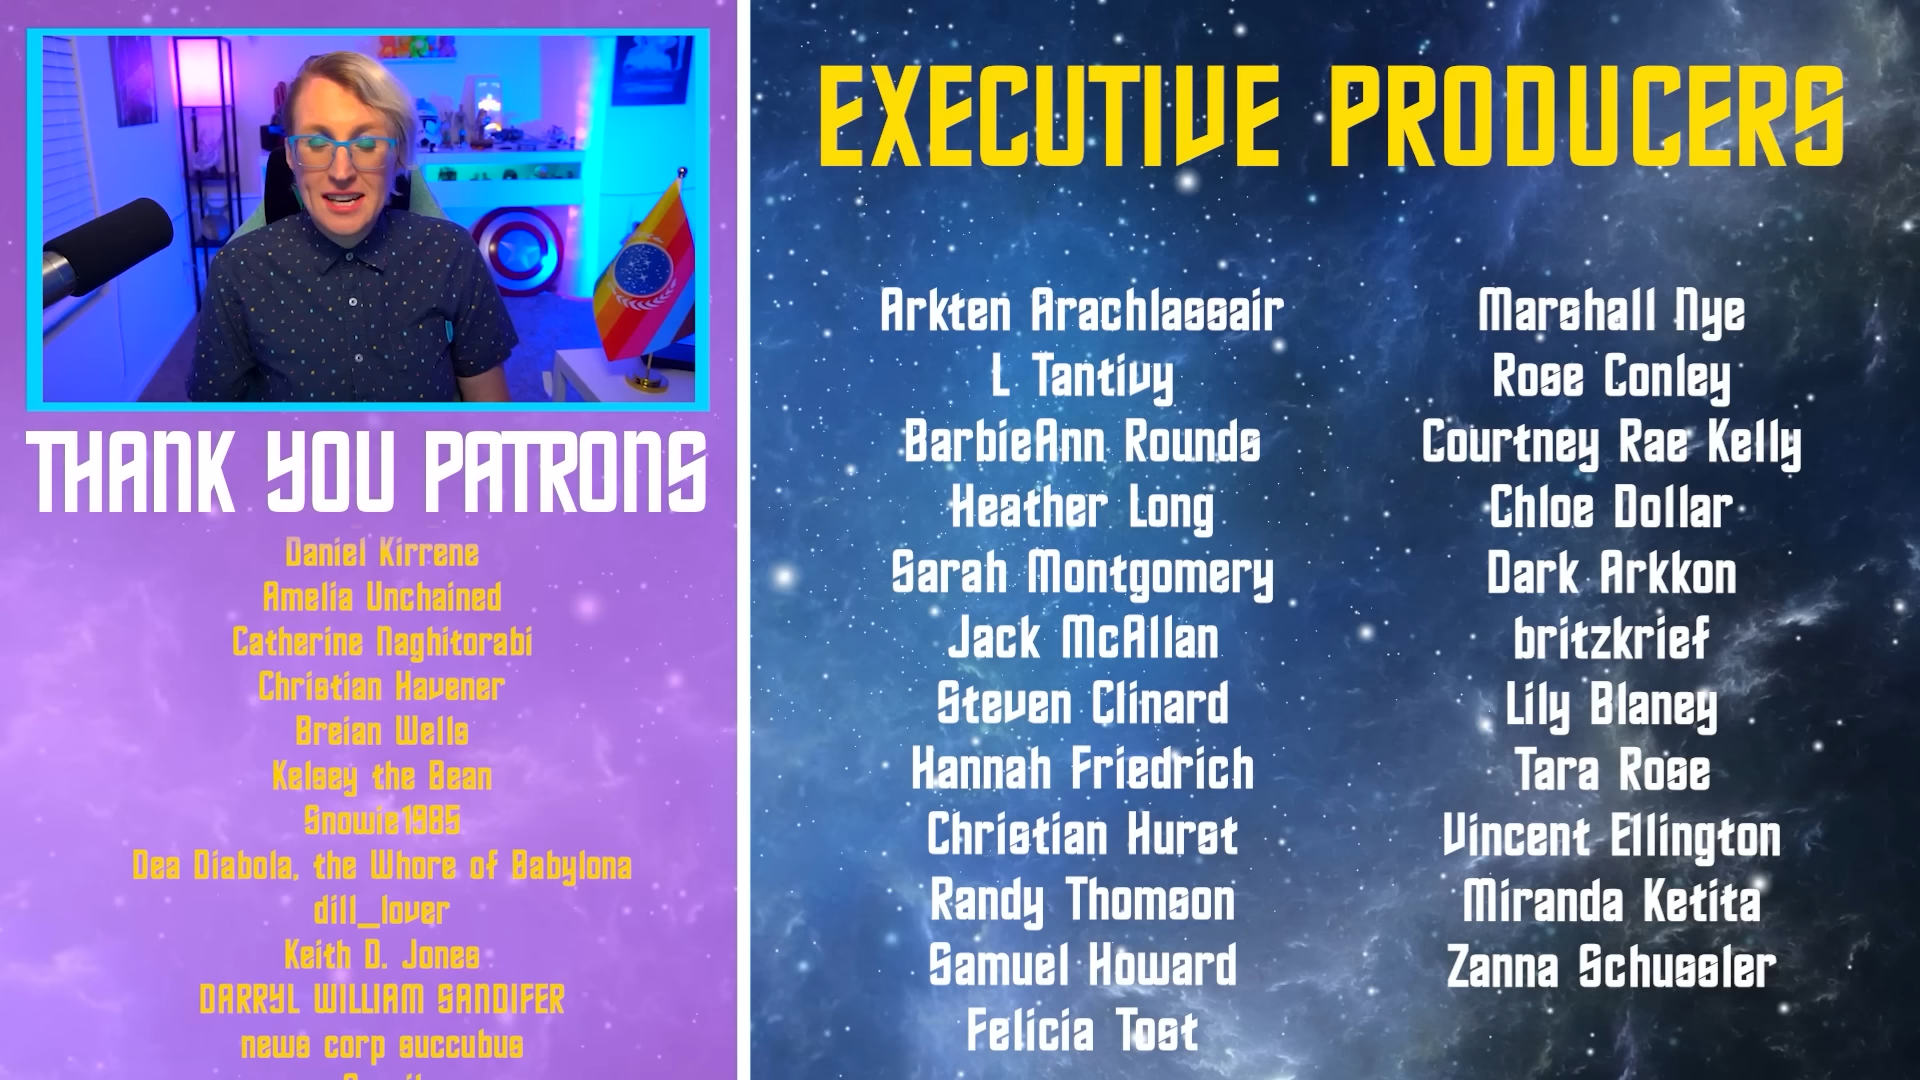 THANK YOU PATRONS
Daniel Kirrene
Amelia Unchained
Catherine Naghitorabi
Christian Havener
Breian Wells
Kelsey the Bean
Snowie1985
Dea Diabola, the Whore of Babylona
dill_lover
Keith D. Jones
DARRYL WILLIAM SANDIFER
news corp succubus
EXECUTIVE PRODUCERS
Arkten Arachlassair
L Tantivy
BarbieAnn Rounds
Heather Long
Sarah Montgomery
Jack McAllan
Steven Clinard
Hannah Friedrich
Christian Hurst
Randy Thomson
Samuel Howard
Felicia Tost
Marshall Nye
Rose Conley
Courtney Rae Kelly
Chloe Dollar
Dark Arkkon
britzkrief
Lily Blaney
Tara Rose
Vincent Ellington
Miranda Ketita
Zanna Schussler